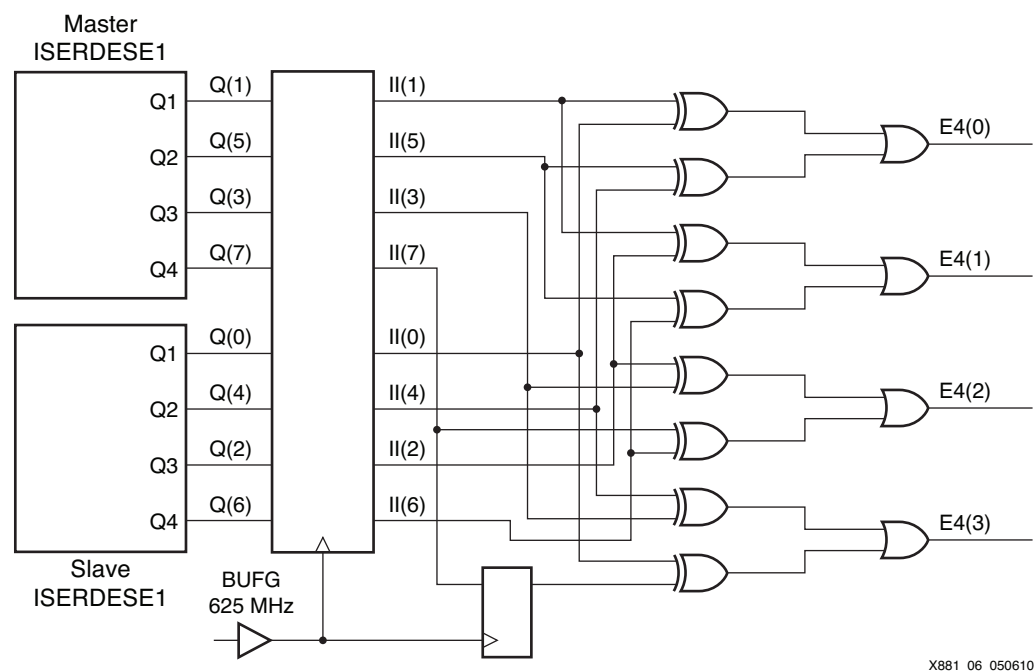 Master
ISERDESE1
Q1 Q(1) II(1)
Q2 Q(5) II(5)
Q3 Q(3) II(3)
Q4 Q(7) II(7)
Q1 Q(0) II(0)
Q2 Q(4) II(4)
Q3 Q(2) II(2)
Q4 Q(6) II(6)
Slave
ISERDESE1
BUFG
625 MHz
E4(0)
E4(1)
E4(2)
E4(3)
X881_06_050610